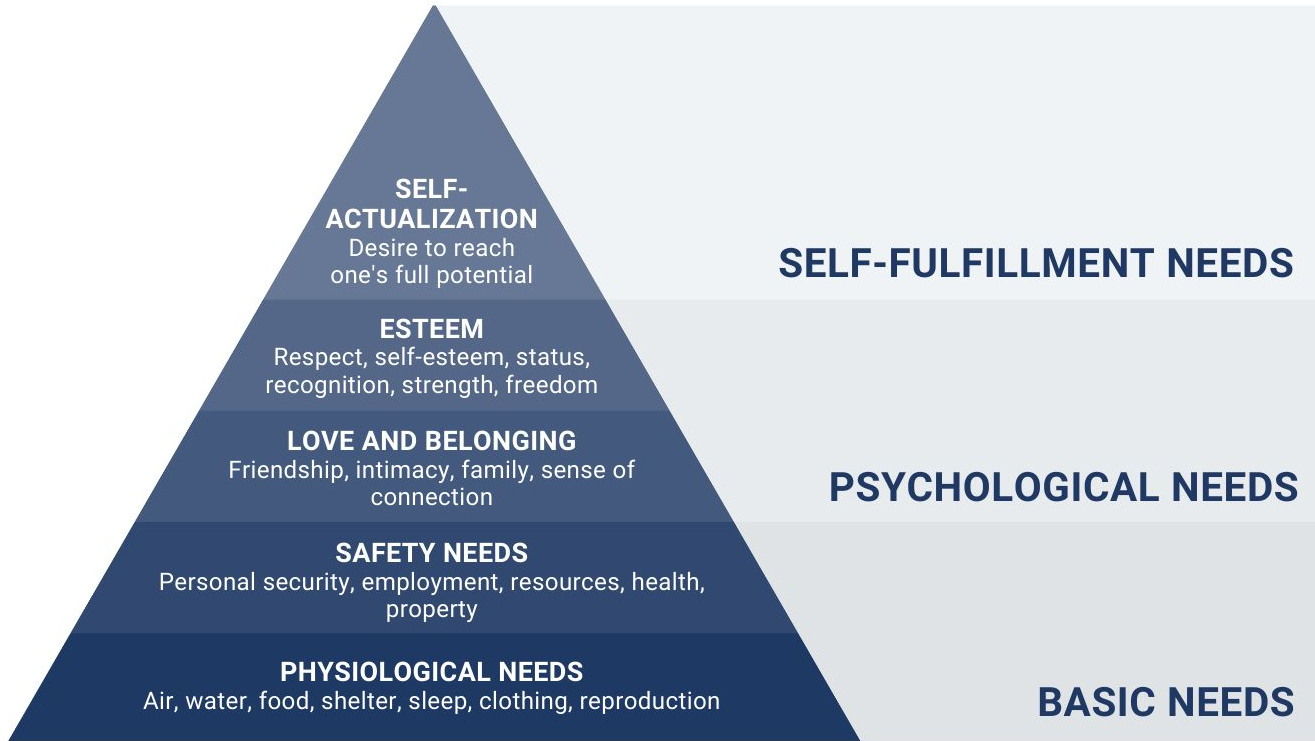 SELF-
ACTUALIZATION
Desire to reach
one's full potential
SELF-FULFILLMENT NEEDS
ESTEEM
Respect, self-esteem, status,
recognition, strength, freedom
LOVE AND BELONGING
Friendship, intimacy, family, sense of
connection
PSYCHOLOGICAL NEEDS
SAFETY NEEDS
Personal security, employment, resources, health,
property
PHYSIOLOGICAL NEEDS
Air, water, food, shelter, sleep, clothing, reproduction
BASIC NEEDS